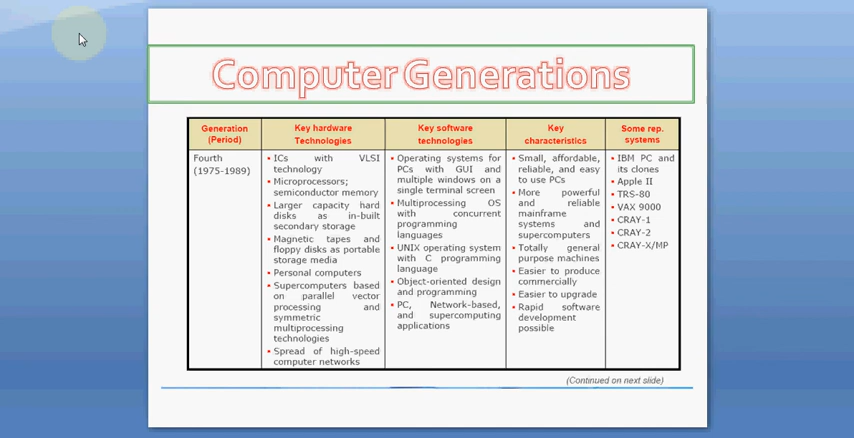 Computer Generations
Generation
(Period)
Key hardware
Technologies
Key software
technologies
Key
characteristics
Some rep.
systems
Fourth
(1975-1989)
▪ ICs with VLSI
technology
▪ Microprocessors;
semiconductor memory
▪ Larger capacity hard
disks as in-built
secondary storage
▪ Magnetic tapes and
floppy disks as portable
storage media
▪ Personal computers
▪ Supercomputers based
on parallel vector
processing and
symmetric
multiprocessing
technologies
▪ Spread of high-speed
computer networks
▪ Operating systems for
PCs with GUI and
multiple windows on a
single terminal screen
▪ Multiprocessing OS
with concurrent
programming
languages
▪ UNIX operating system
with C programming
language
▪ Object-oriented design
and programming
▪ PC, Network-based,
and supercomputing
applications
▪ Small, affordable,
reliable, and easy
to use PCs
▪ More powerful
and reliable
mainframe
systems and
supercomputers
▪ Totally general
purpose machines
▪ Easier to produce
commercially
▪ Easier to upgrade
▪ Rapid software
development
possible
▪ IBM PC and
its clones
▪ Apple II
▪ TRS-80
▪ VAX 9000
▪ CRAY-1
▪ CRAY-2
▪ CRAY-X/MP
(Continued on next slide)